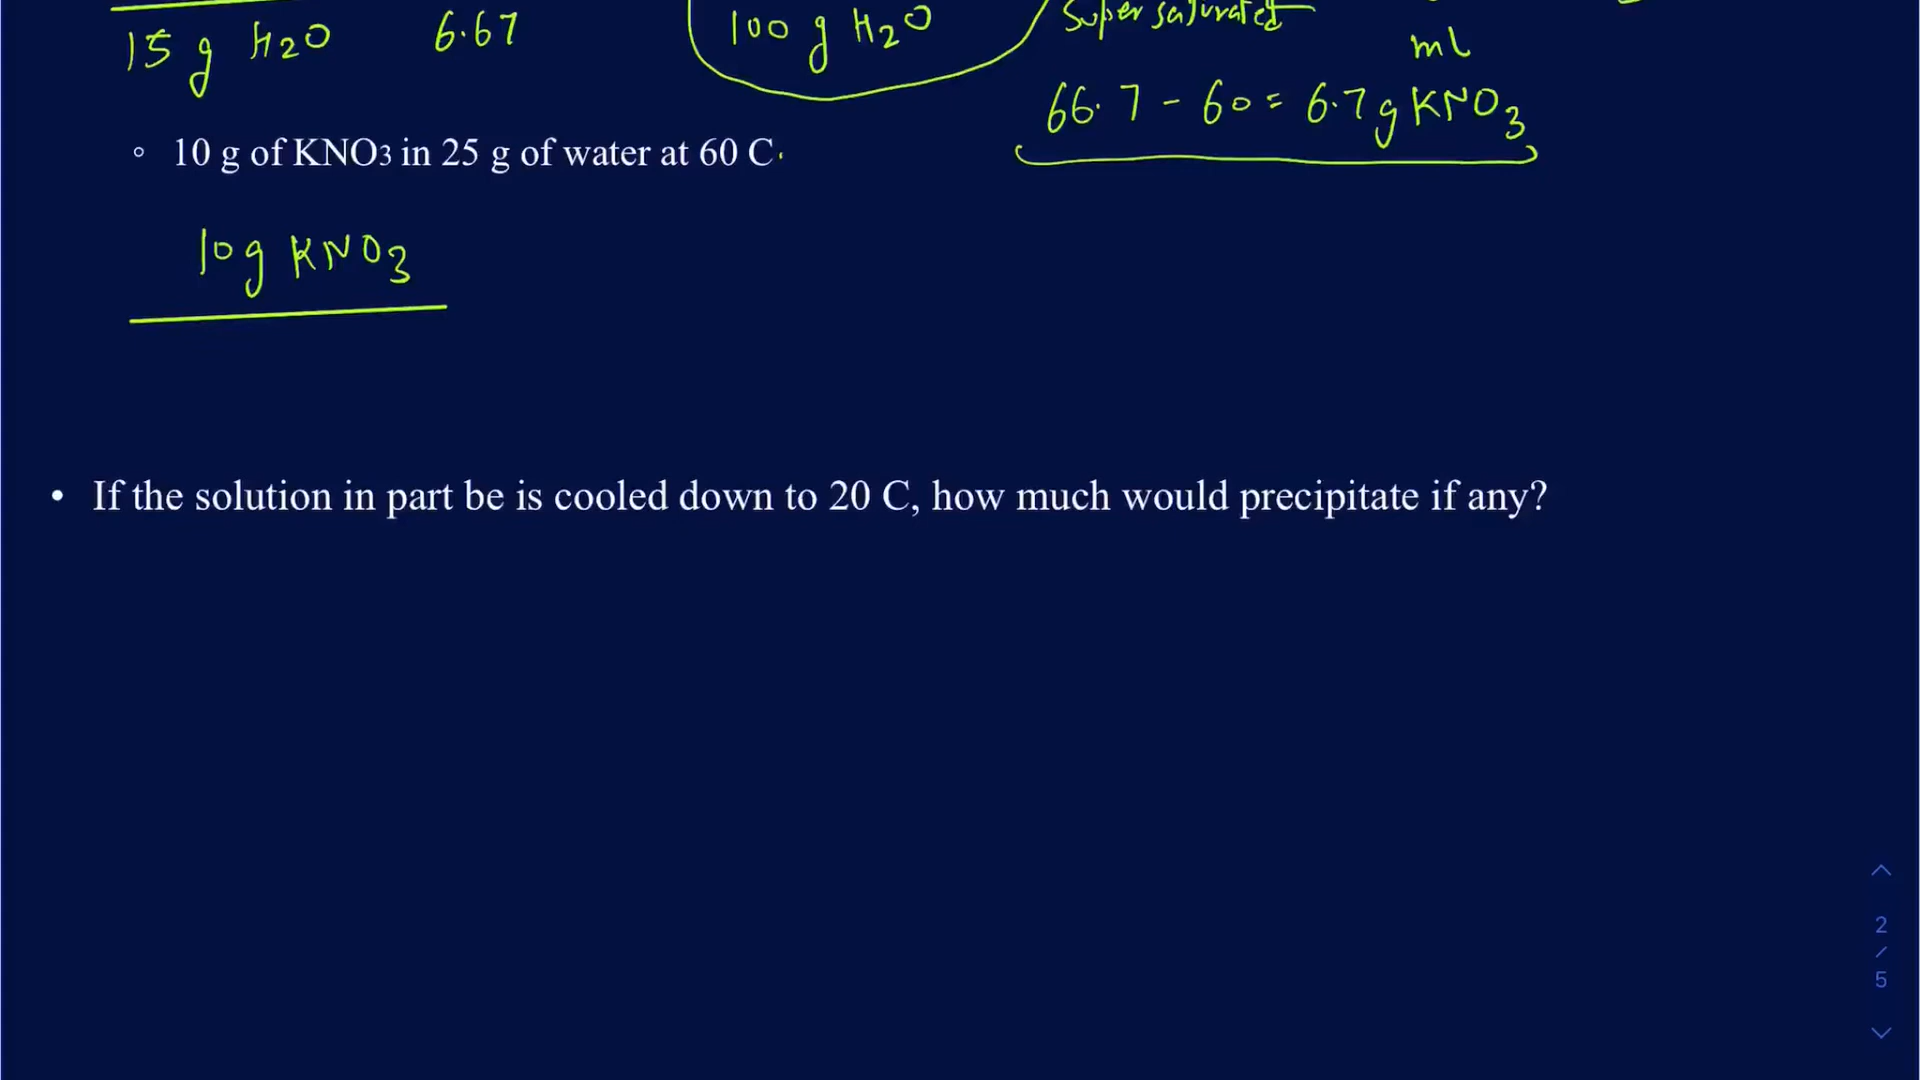 15 g H2O 6.67
100 g H2O
Super saturated
ml
66.7 - 60 = 6.7 g KNO3
◦ 10 g of KNO3 in 25 g of water at 60 C.
10 g KNO3
• If the solution in part be is cooled down to 20 C, how much would precipitate if any?
2
/
5